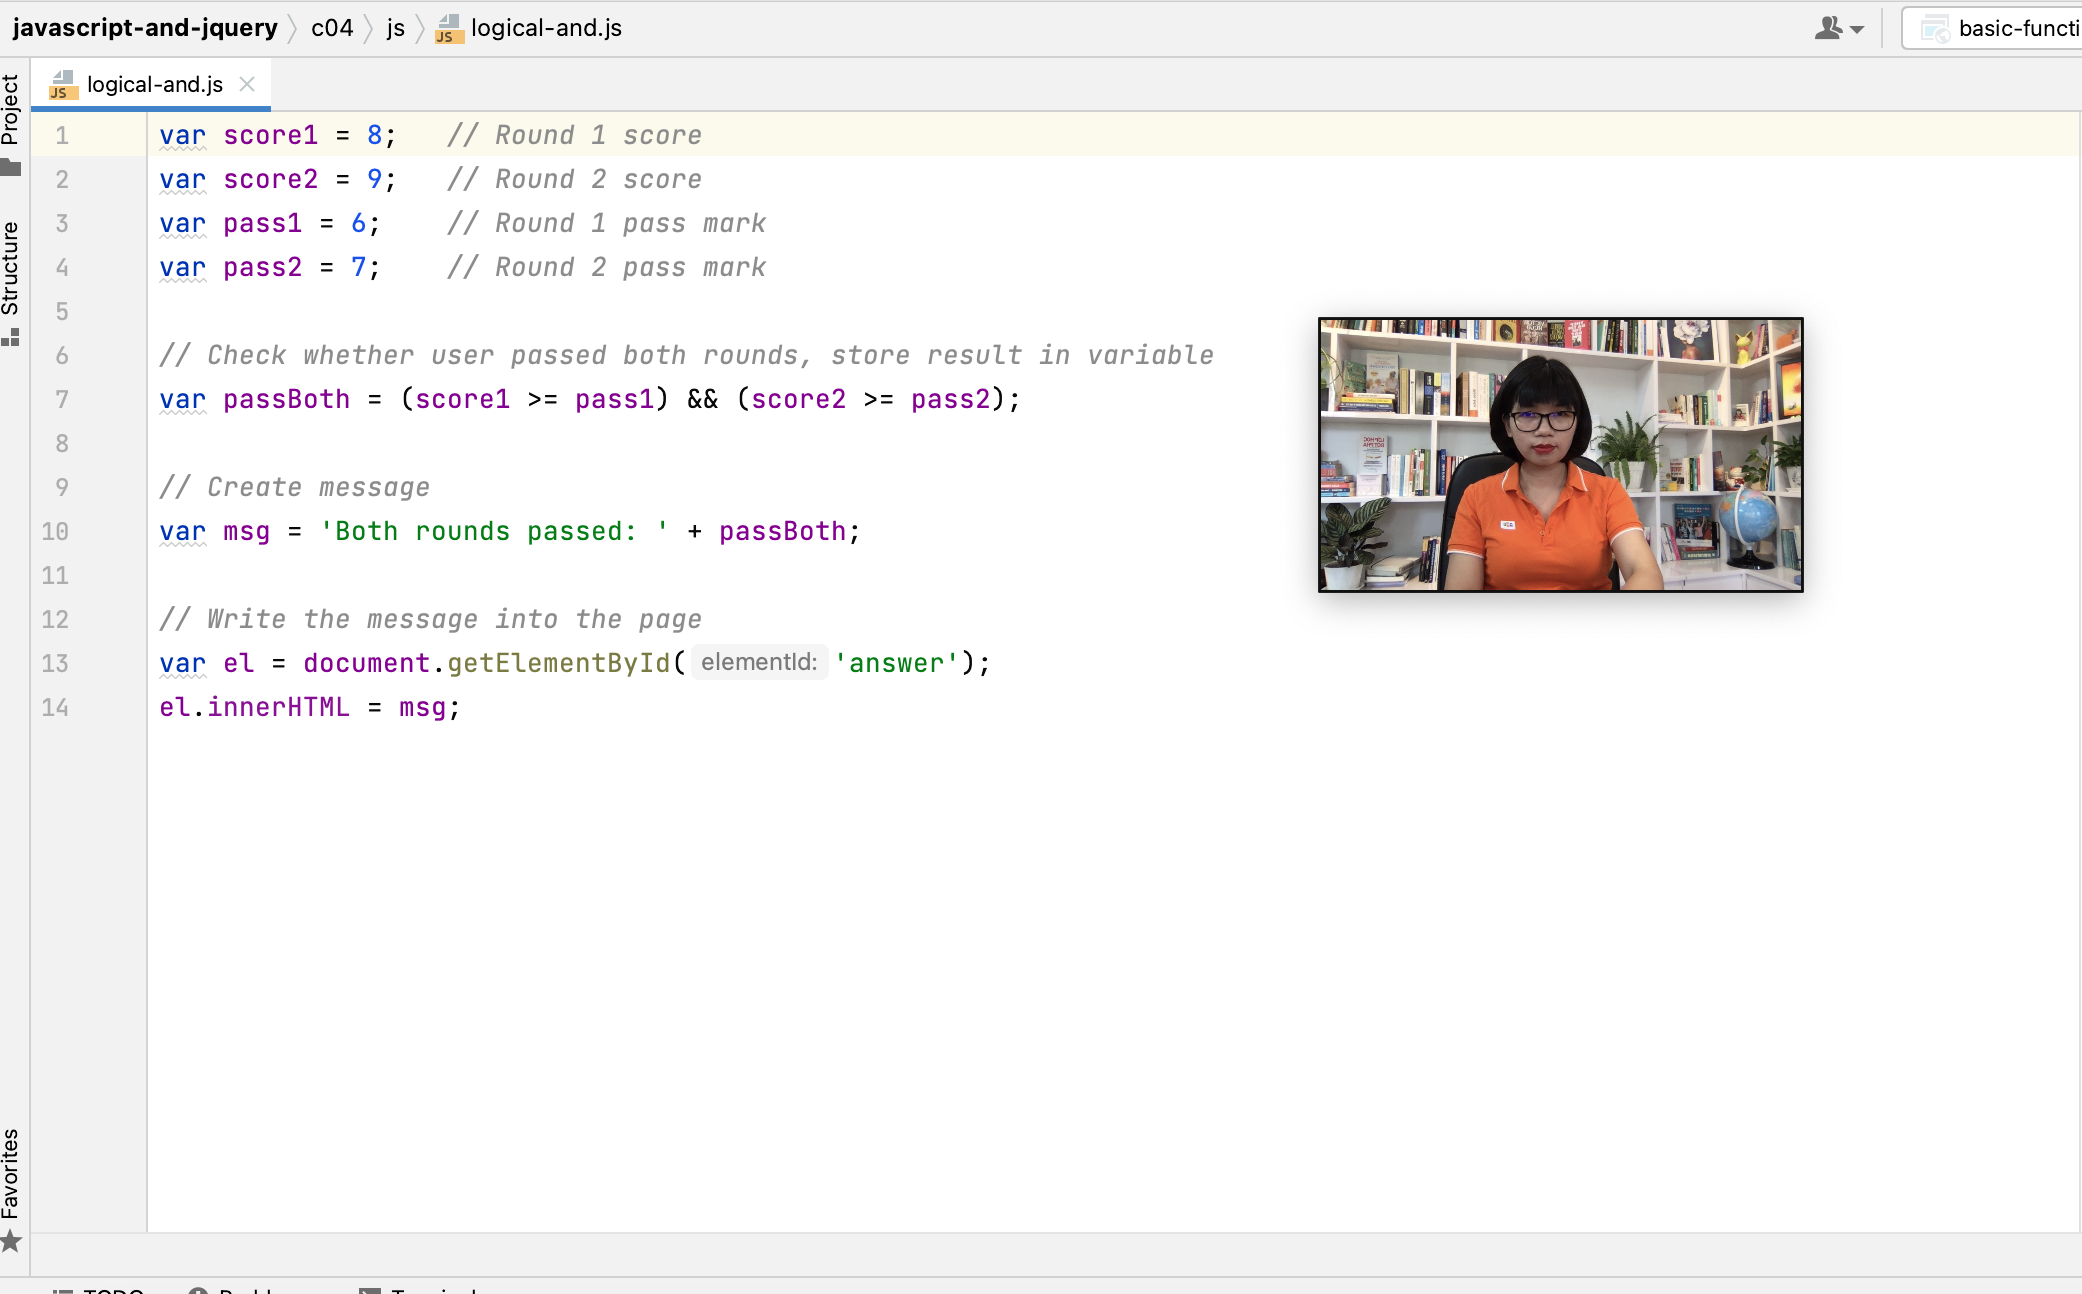 javascript-and-jquery c04 js logical-and.js
basic-functi
logical-and.js
Project
Structure
Favorites
1 var score1 = 8; // Round 1 score
2 var score2 = 9; // Round 2 score
3 var pass1 = 6; // Round 1 pass mark
4 var pass2 = 7; // Round 2 pass mark
5
6 // Check whether user passed both rounds, store result in variable
7 var passBoth = (score1 >= pass1) && (score2 >= pass2);
8
9 // Create message
10 var msg = 'Both rounds passed: ' + passBoth;
11
12 // Write the message into the page
13 var el = document.getElementById( elementId: 'answer');
14 el.innerHTML = msg;